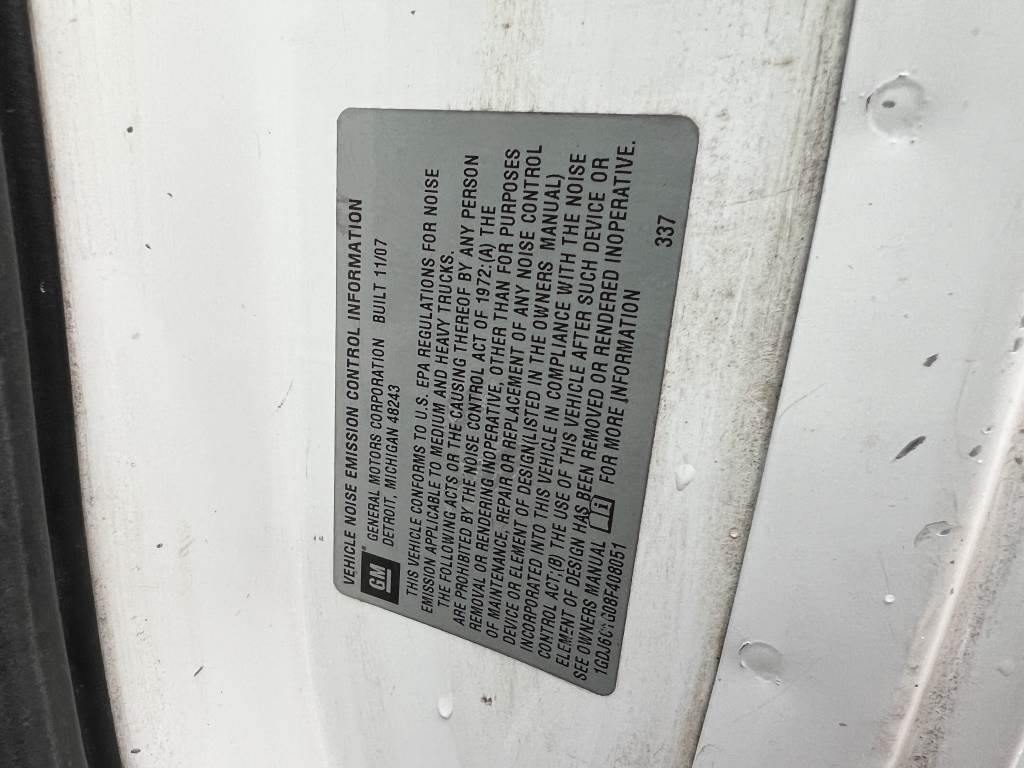 VEHICLE NOISE EMISSION CONTROL INFORMATION
GM
GENERAL MOTORS CORPORATION BUILT 11/07
DETROIT, MICHIGAN 48243
THIS VEHICLE CONFORMS TO U.S. EPA REGULATIONS FOR NOISE
EMISSION APPLICABLE TO MEDIUM AND HEAVY TRUCKS.
THE FOLLOWING ACTS OR THE CAUSING THEREOF BY ANY PERSON
ARE PROHIBITED BY THE NOISE CONTROL ACT OF 1972:(A) THE
REMOVAL OR RENDERING INOPERATIVE, OTHER THAN FOR PURPOSES
OF MAINTENANCE, REPAIR,OR REPLACEMENT OF ANY NOISE CONTROL
DEVICE OR ELEMENT OF DESIGN(LISTED IN THE OWNERS MANUAL)
INCORPORATED INTO THIS VEHICLE IN COMPLIANCE WITH THE NOISE
CONTROL ACT;(B) THE USE OF THIS VEHICLE AFTER SUCH DEVICE OR
ELEMENT OF DESIGN HAS BEEN REMOVED OR RENDERED INOPERATIVE.
SEE OWNERS MANUAL FOR MORE INFORMATION
337